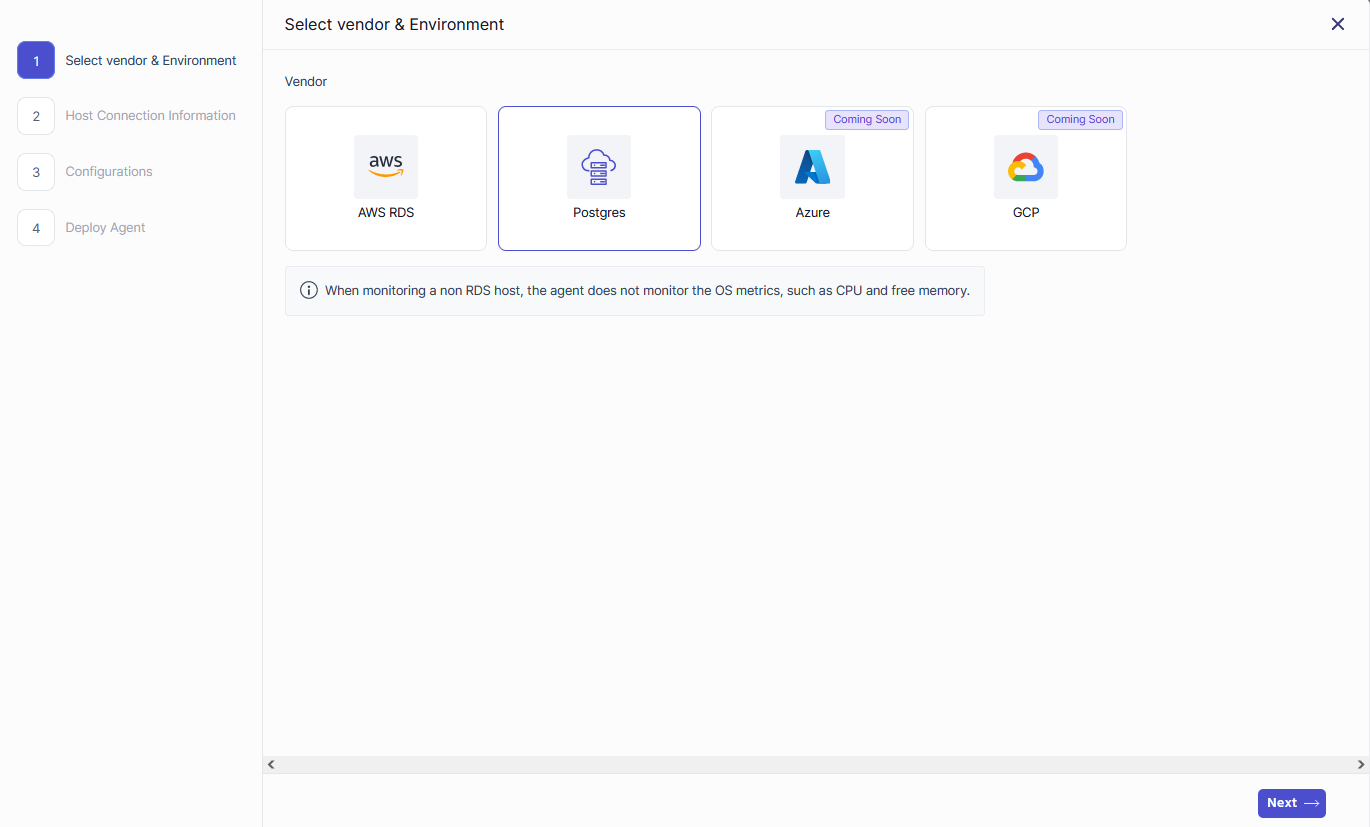 Select vendor & Environment
1 Select vendor & Environment
2 Host Connection Information
3 Configurations
4 Deploy Agent
Vendor
Coming Soon
Coming Soon
aws
AWS RDS
Postgres
Azure
GCP
When monitoring a non RDS host, the agent does not monitor the OS metrics, such as CPU and free memory.
Next